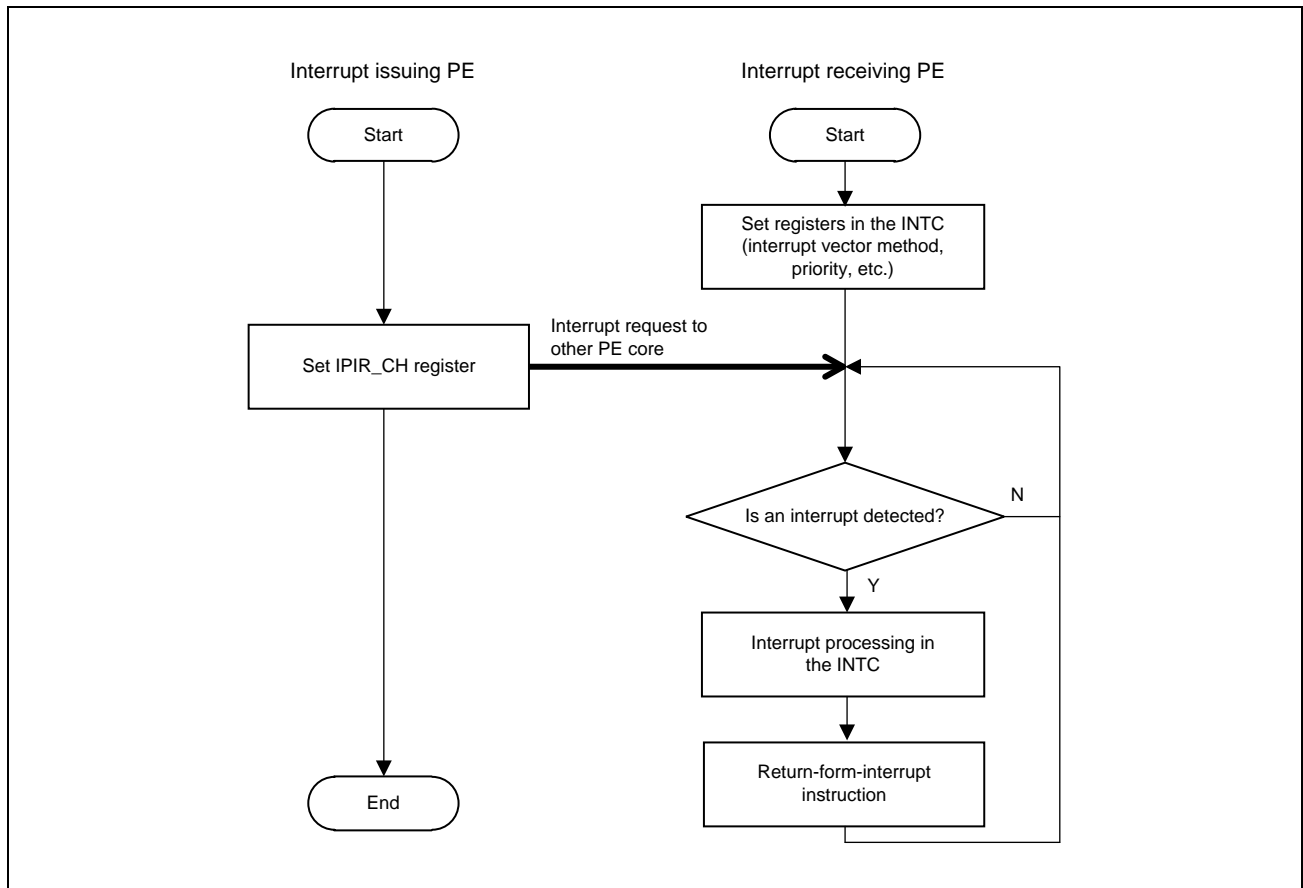 Interrupt issuing PE
Interrupt receiving PE
Start
Start
Set registers in the INTC
(interrupt vector method,
priority, etc.)
Interrupt request to
other PE core
Set IPIR_CH register
N
Is an interrupt detected?
Y
Interrupt processing in
the INTC
Return-form-interrupt
instruction
End